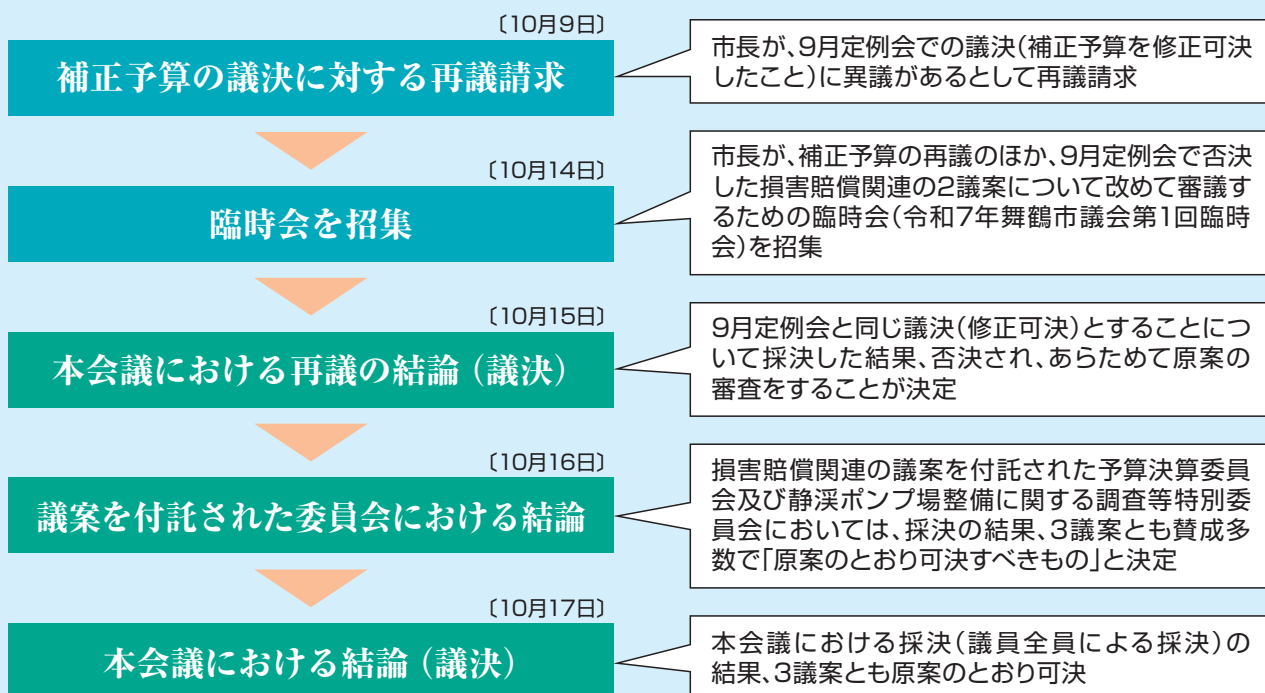 〔10月9日〕
補正予算の議決に対する再議請求
市長が、9月定例会での議決(補正予算を修正可決
したこと)に異議があるとして再議請求
〔10月14日〕
臨時会を招集
市長が、補正予算の再議のほか、9月定例会で否決
した損害賠償関連の2議案について改めて審議す
るための臨時会(令和7年舞鶴市議会第1回臨時
会)を招集
〔10月15日〕
本会議における再議の結論(議決)
9月定例会と同じ議決(修正可決)とすることにつ
いて採決した結果、否決され、あらためて原案の
審査をすることが決定
〔10月16日〕
議案を付託された委員会における結論
損害賠償関連の議案を付託された予算決算委員
会及び静渓ポンプ場整備に関する調査等特別委
員会においては、採決の結果、3議案とも賛成多
数で「原案のとおり可決すべきもの」と決定
〔10月17日〕
本会議における結論(議決)
本会議における採決(議員全員による採決)の
結果、3議案とも原案のとおり可決